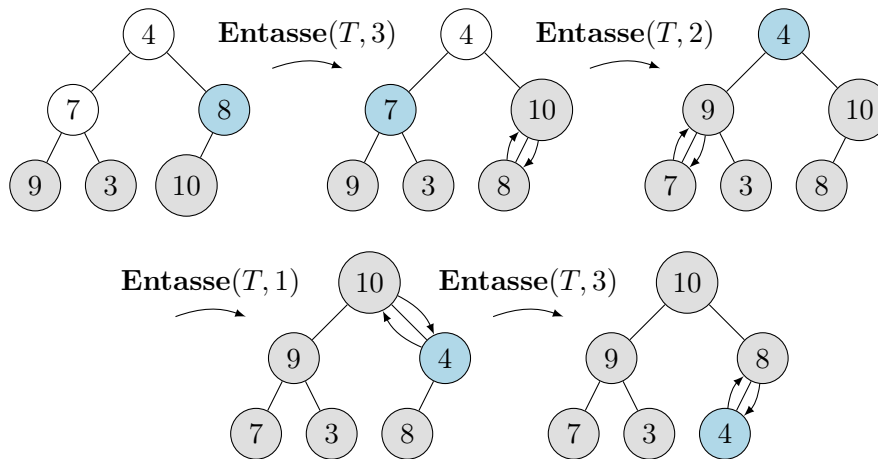 4 Entasse(T, 3) 4 Entasse(T, 2) 4
7 8 7 10 9 10
9 3 10 9 3 8 7 3 8
Entasse(T, 1) 10 Entasse(T, 3) 10
9 4 9 8
7 3 8 7 3 4